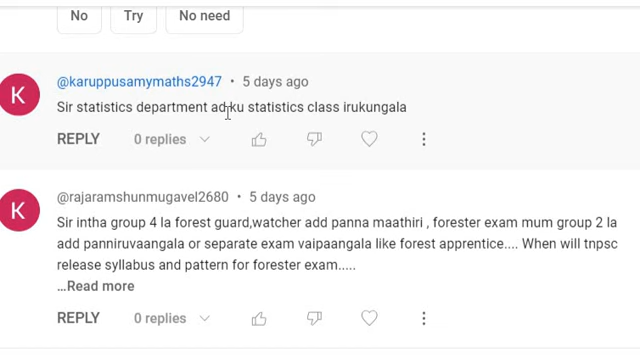 No Try No need
K
@karuppusamymaths2947 • 5 days ago
Sir statistics department ad ku statistics class irukungala
REPLY 0 replies
K
@rajaramshunmugavel2680 • 5 days ago
Sir intha group 4 la forest guard,watcher add panna maathiri , forester exam mum group 2 la
add panniruvaangala or separate exam vaipaangala like forest apprentice.... When will tnpsc
release syllabus and pattern for forester exam.....
...Read more
REPLY 0 replies